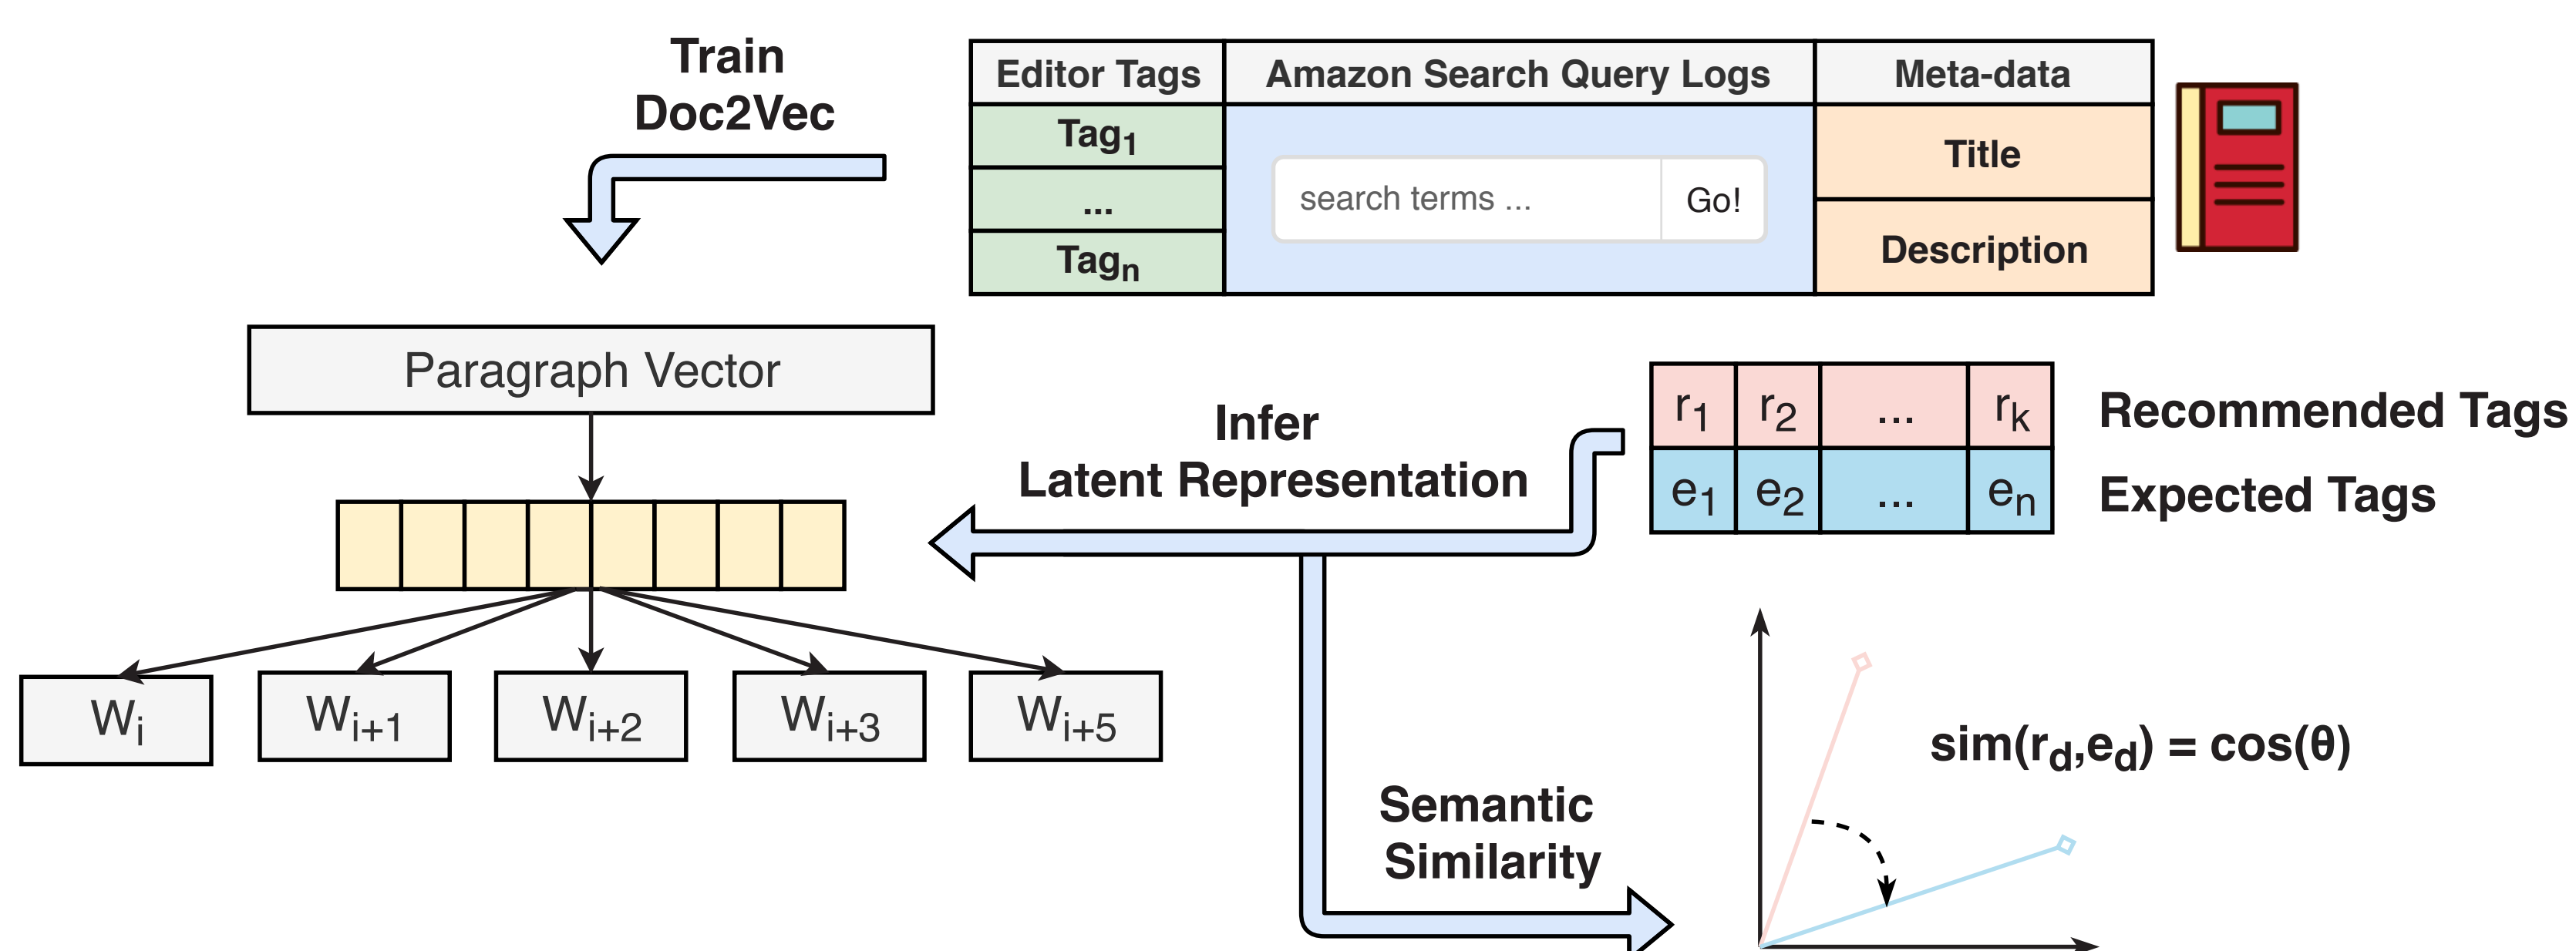 Train
Doc2Vec
Editor Tags Amazon Search Query Logs Meta-data
Tag1
...
Tagn
search terms ... Go!
Title
Description
Paragraph Vector
Infer
Latent Representation
r1 r2 ... rk Recommended Tags
e1 e2 ... en Expected Tags
Wi Wi+1 Wi+2 Wi+3 Wi+5
sim(rd,ed) = cos(θ)
Semantic
Similarity